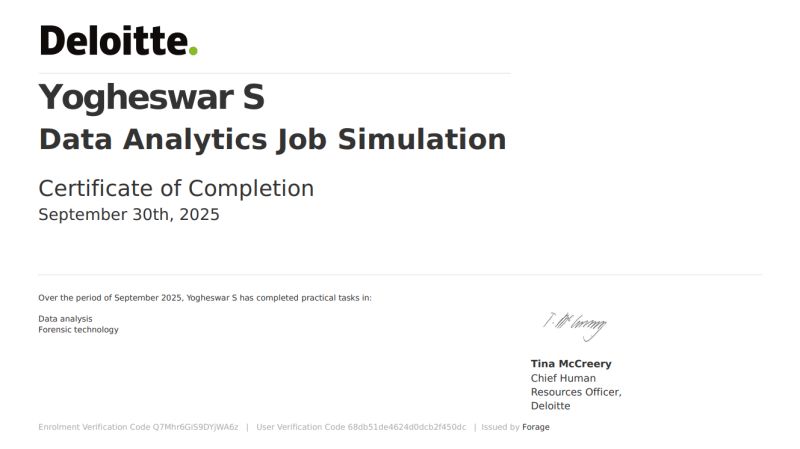 Deloitte.
Yogheswar S
Data Analytics Job Simulation
Certificate of Completion
September 30th, 2025
Over the period of September 2025, Yogheswar S has completed practical tasks in:
Data analysis
Forensic technology
T. McCreery
Tina McCreery
Chief Human
Resources Officer,
Deloitte
Enrolment Verification Code Q7Mhr6GiS9DYjWA6z | User Verification Code 68db51de4624d0dcb2f450dc | Issued by Forage